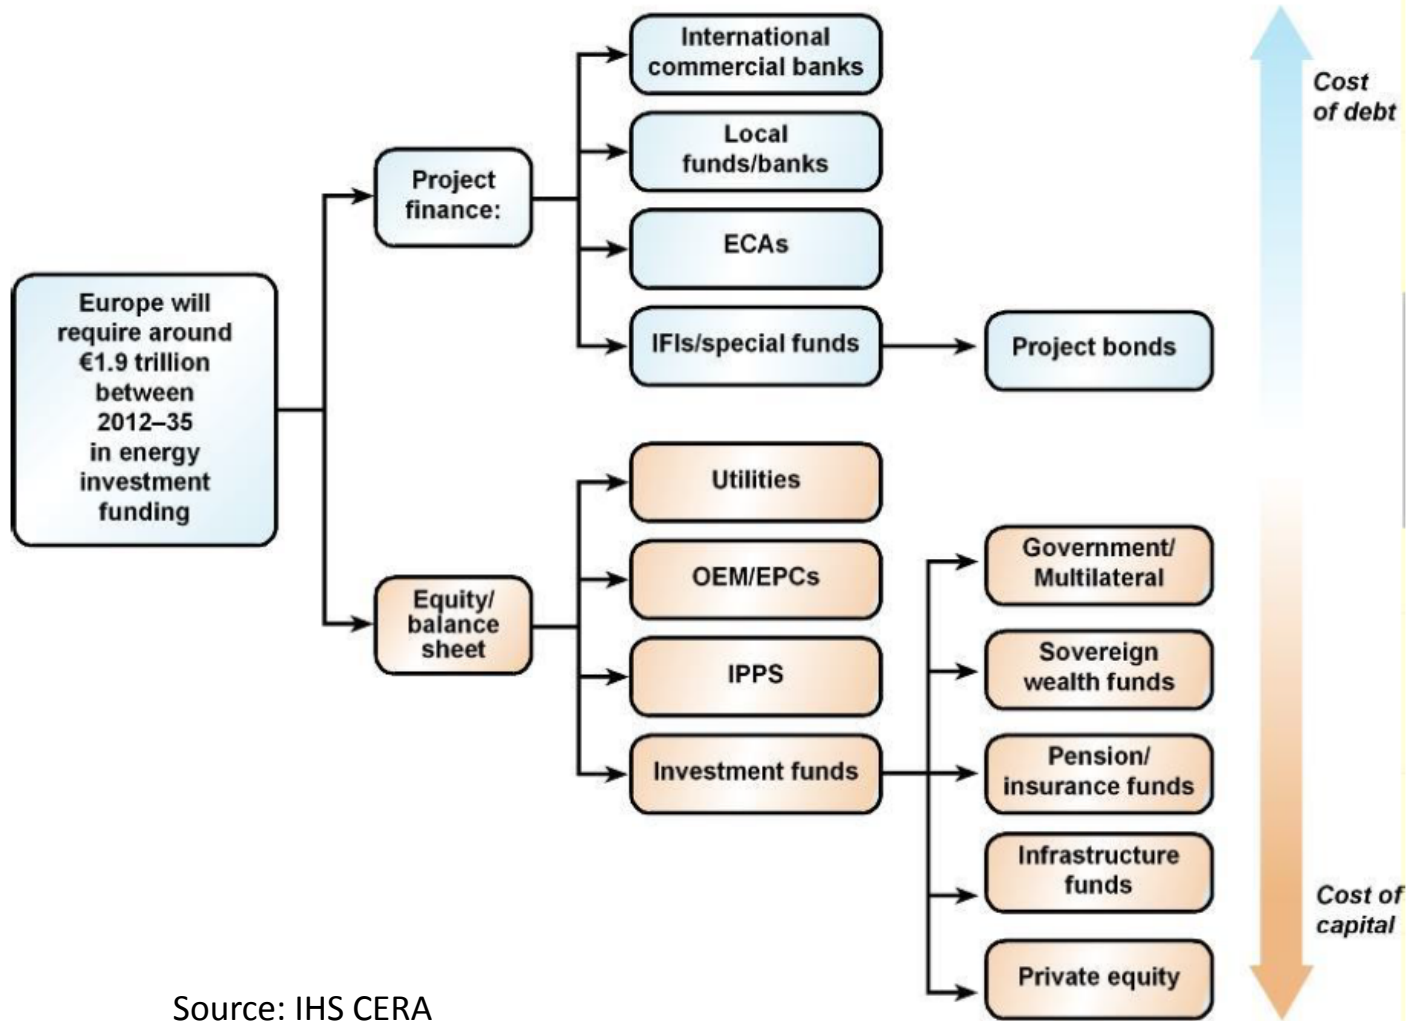 Europe will
require around
€1.9 trillion
between
2012–35
in energy
investment
funding
Project
finance:
International
commercial banks
Local
funds/banks
ECAs
IFIs/special funds
Project bonds
Equity/
balance
sheet
Utilities
OEM/EPCs
IPPS
Investment funds
Government/
Multilateral
Sovereign
wealth funds
Pension/
insurance funds
Infrastructure
funds
Private equity
Cost
of debt
Cost of
capital
Source: IHS CERA